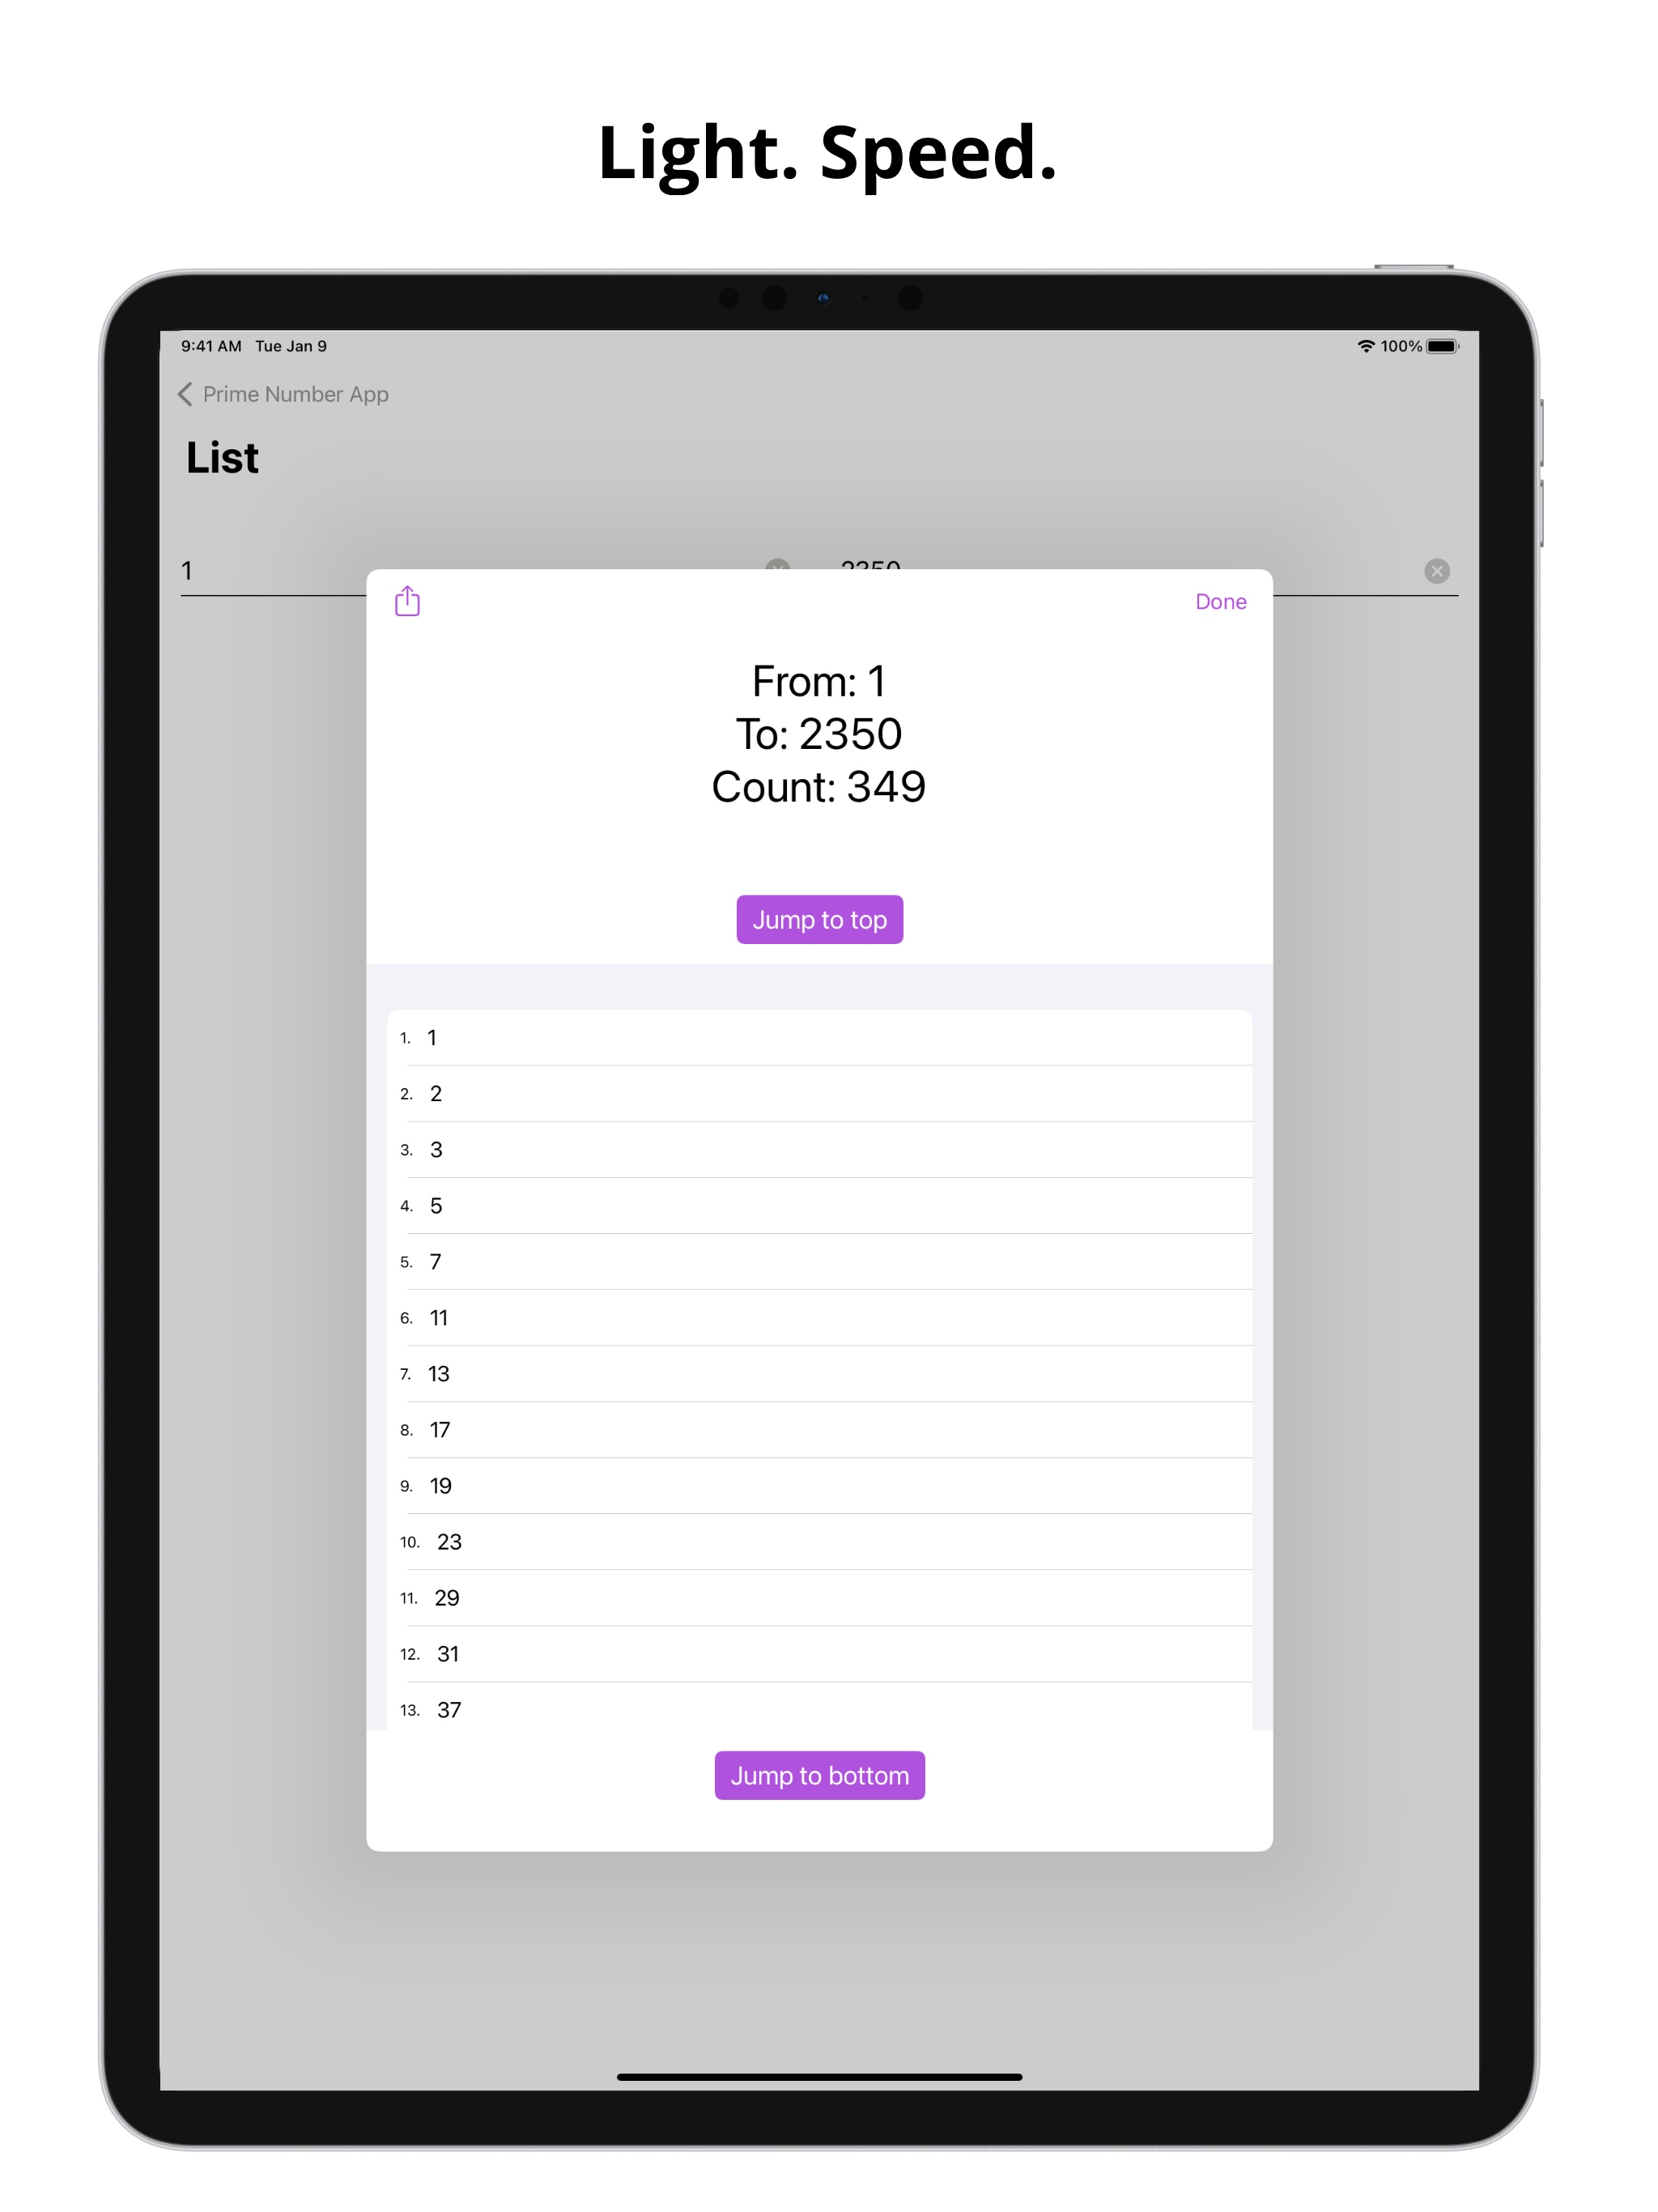 Light. Speed.
9:41 AM Tue Jan 9
100%
Prime Number App
List
1
2350
Done
From: 1
To: 2350
Count: 349
Jump to top
1. 1
2. 2
3. 3
4. 5
5. 7
6. 11
7. 13
8. 17
9. 19
10. 23
11. 29
12. 31
13. 37
Jump to bottom